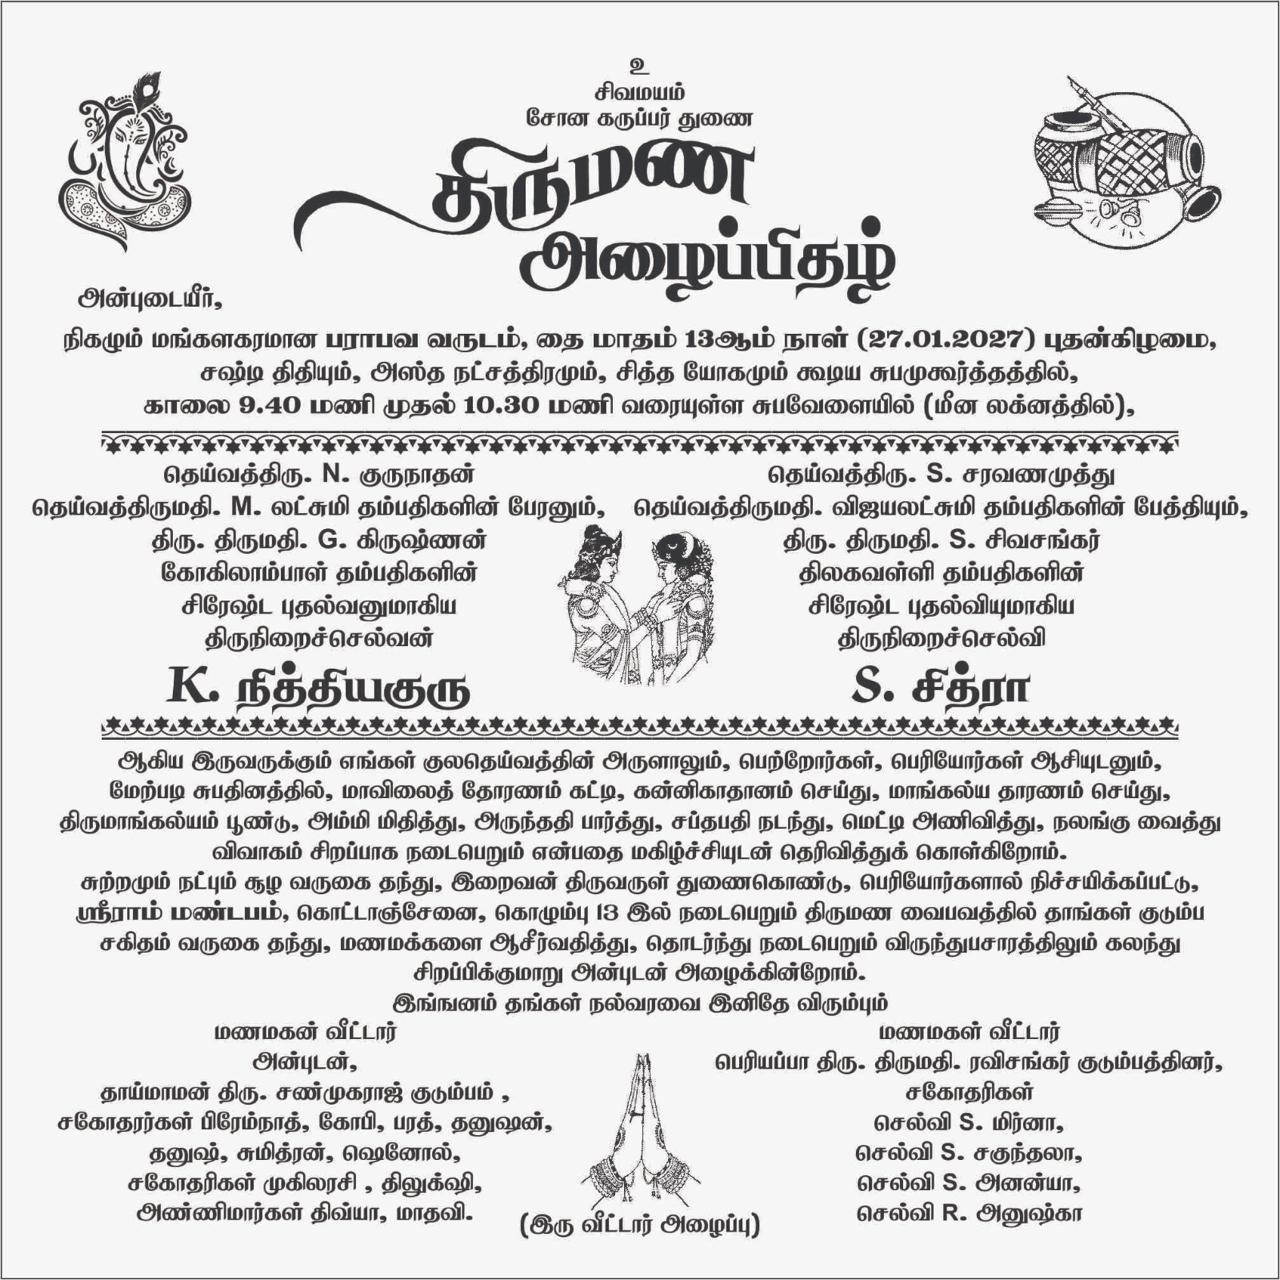 உ
சிவமயம்
சோன கருப்பர் துணை
திருமண
அழைப்பிதழ்
அன்புடையீர்,
நிகழும் மங்களகரமான பராபவ வருடம், தை மாதம் 13ஆம் நாள் (27.01.2027) புதன்கிழமை,
சஷ்டி திதியும், அஸ்த நட்சத்திரமும், சித்த யோகமும் கூடிய சுபமுகூர்த்தத்தில்,
காலை 9.40 மணி முதல் 10.30 மணி வரையுள்ள சுபவேளையில் (மீன லக்னத்தில்),
தெய்வத்திரு. N. குருநாதன்
தெய்வத்திருமதி. M. லட்சுமி தம்பதிகளின் பேரனும்,
திரு. திருமதி. G. கிருஷ்ணன்
கோகிலாம்பாள் தம்பதிகளின்
சிரேஷ்ட புதல்வனுமாகிய
திருநிறைச்செல்வன்
K. நித்தியகுரு
தெய்வத்திரு. S. சரவணமுத்து
தெய்வத்திருமதி. விஜயலட்சுமி தம்பதிகளின் பேத்தியும்,
திரு. திருமதி. S. சிவசங்கர்
திலகவள்ளி தம்பதிகளின்
சிரேஷ்ட புதல்வியுமாகிய
திருநிறைச்செல்வி
S. சித்ரா
ஆகிய இருவருக்கும் எங்கள் குலதெய்வத்தின் அருளாலும், பெற்றோர்கள், பெரியோர்கள் ஆசியுடனும்,
மேற்படி சுபதினத்தில், மாவிலைத் தோரணம் கட்டி, கன்னிகாதானம் செய்து, மாங்கல்ய தாரணம் செய்து,
திருமாங்கல்யம் பூண்டு, அம்மி மிதித்து, அருந்ததி பார்த்து, சப்தபதி நடந்து, மெட்டி அணிவித்து, நலங்கு வைத்து
விவாகம் சிறப்பாக நடைபெறும் என்பதை மகிழ்ச்சியுடன் தெரிவித்துக் கொள்கிறோம்.
சுற்றமும் நட்பும் சூழ வருகை தந்து, இறைவன் திருவருள் துணைகொண்டு, பெரியோர்களால் நிச்சயிக்கப்பட்டு,
ஸ்ரீராம் மண்டபம், கொட்டாஞ்சேனை, கொழும்பு 13 இல் நடைபெறும் திருமண வைபவத்தில் தாங்கள் குடும்ப
சகிதம் வருகை தந்து, மணமக்களை ஆசீர்வதித்து, தொடர்ந்து நடைபெறும் விருந்துபசாரத்திலும் கலந்து
சிறப்பிக்குமாறு அன்புடன் அழைக்கின்றோம்.
இங்ஙனம் தங்கள் நல்வரவை இனிதே விரும்பும்
மணமகன் வீட்டார்
அன்புடன்,
தாய்மாமன் திரு. சண்முகராஜ் குடும்பம் ,
சகோதரர்கள் பிரேம்நாத், கோபி, பரத், தனுஷன்,
தனுஷ், சுமித்ரன், ஷெனோல்,
சகோதரிகள் முகிலரசி , திலுக்ஷி,
அண்ணிமார்கள் திவ்யா, மாதவி.
மணமகள் வீட்டார்
பெரியப்பா திரு. திருமதி. ரவிசங்கர் குடும்பத்தினர்,
சகோதரிகள்
செல்வி S. மிர்னா,
செல்வி S. சகுந்தலா,
செல்வி S. அனன்யா,
செல்வி R. அனுஷ்கா
(இரு வீட்டார் அழைப்பு)